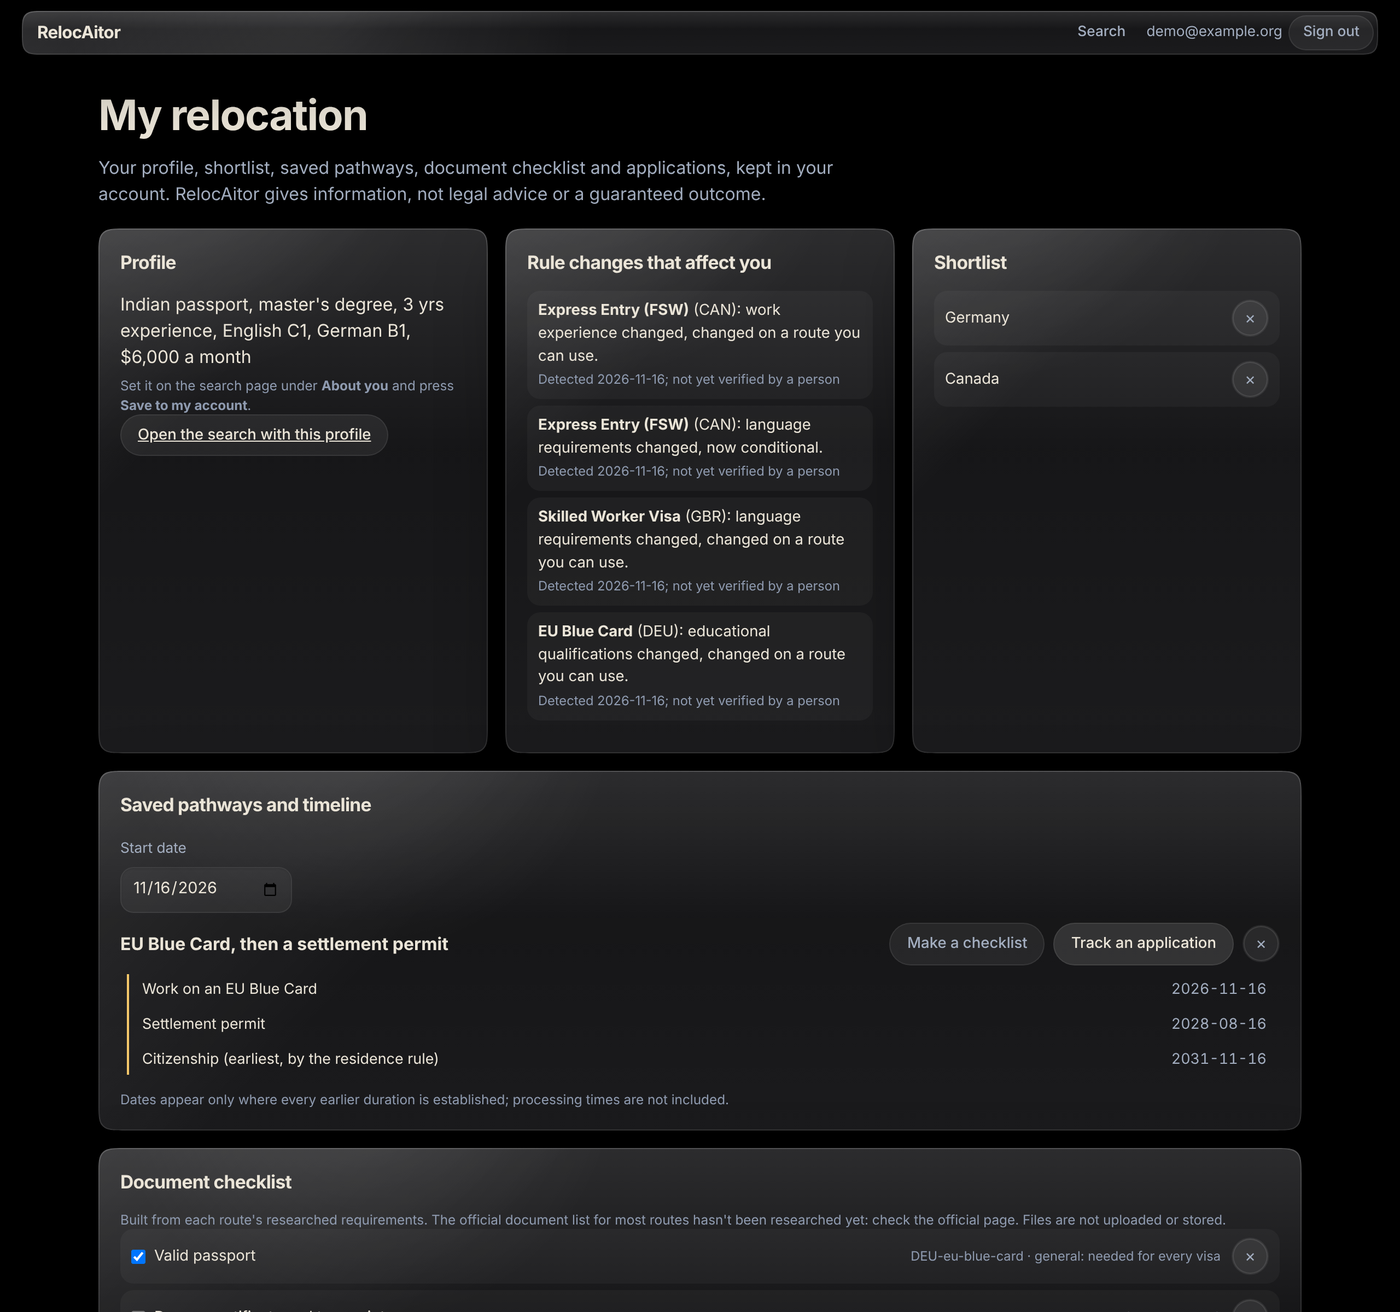 RelocAitor
Search
demo@example.org
Sign out
My relocation
Your profile, shortlist, saved pathways, document checklist and applications, kept in your
account. RelocAitor gives information, not legal advice or a guaranteed outcome.
Profile
Indian passport, master's degree, 3 yrs
experience, English C1, German B1,
$6,000 a month
Set it on the search page under About you and press
Save to my account.
Open the search with this profile
Rule changes that affect you
Express Entry (FSW) (CAN): work
experience changed, changed on a route you
can use.
Detected 2026-11-16; not yet verified by a person
Express Entry (FSW) (CAN): language
requirements changed, now conditional.
Detected 2026-11-16; not yet verified by a person
Skilled Worker Visa (GBR): language
requirements changed, changed on a route
you can use.
Detected 2026-11-16; not yet verified by a person
EU Blue Card (DEU): educational
qualifications changed, changed on a route
you can use.
Detected 2026-11-16; not yet verified by a person
Shortlist
Germany
×
Canada
×
Saved pathways and timeline
Start date
11/16/2026
EU Blue Card, then a settlement permit
Make a checklist
Track an application
×
Work on an EU Blue Card 2026-11-16
Settlement permit 2028-08-16
Citizenship (earliest, by the residence rule) 2031-11-16
Dates appear only where every earlier duration is established; processing times are not included.
Document checklist
Built from each route's researched requirements. The official document list for most routes hasn't been researched yet: check the official page. Files are not uploaded or stored.
Valid passport
DEU-eu-blue-card · general: needed for every visa
×